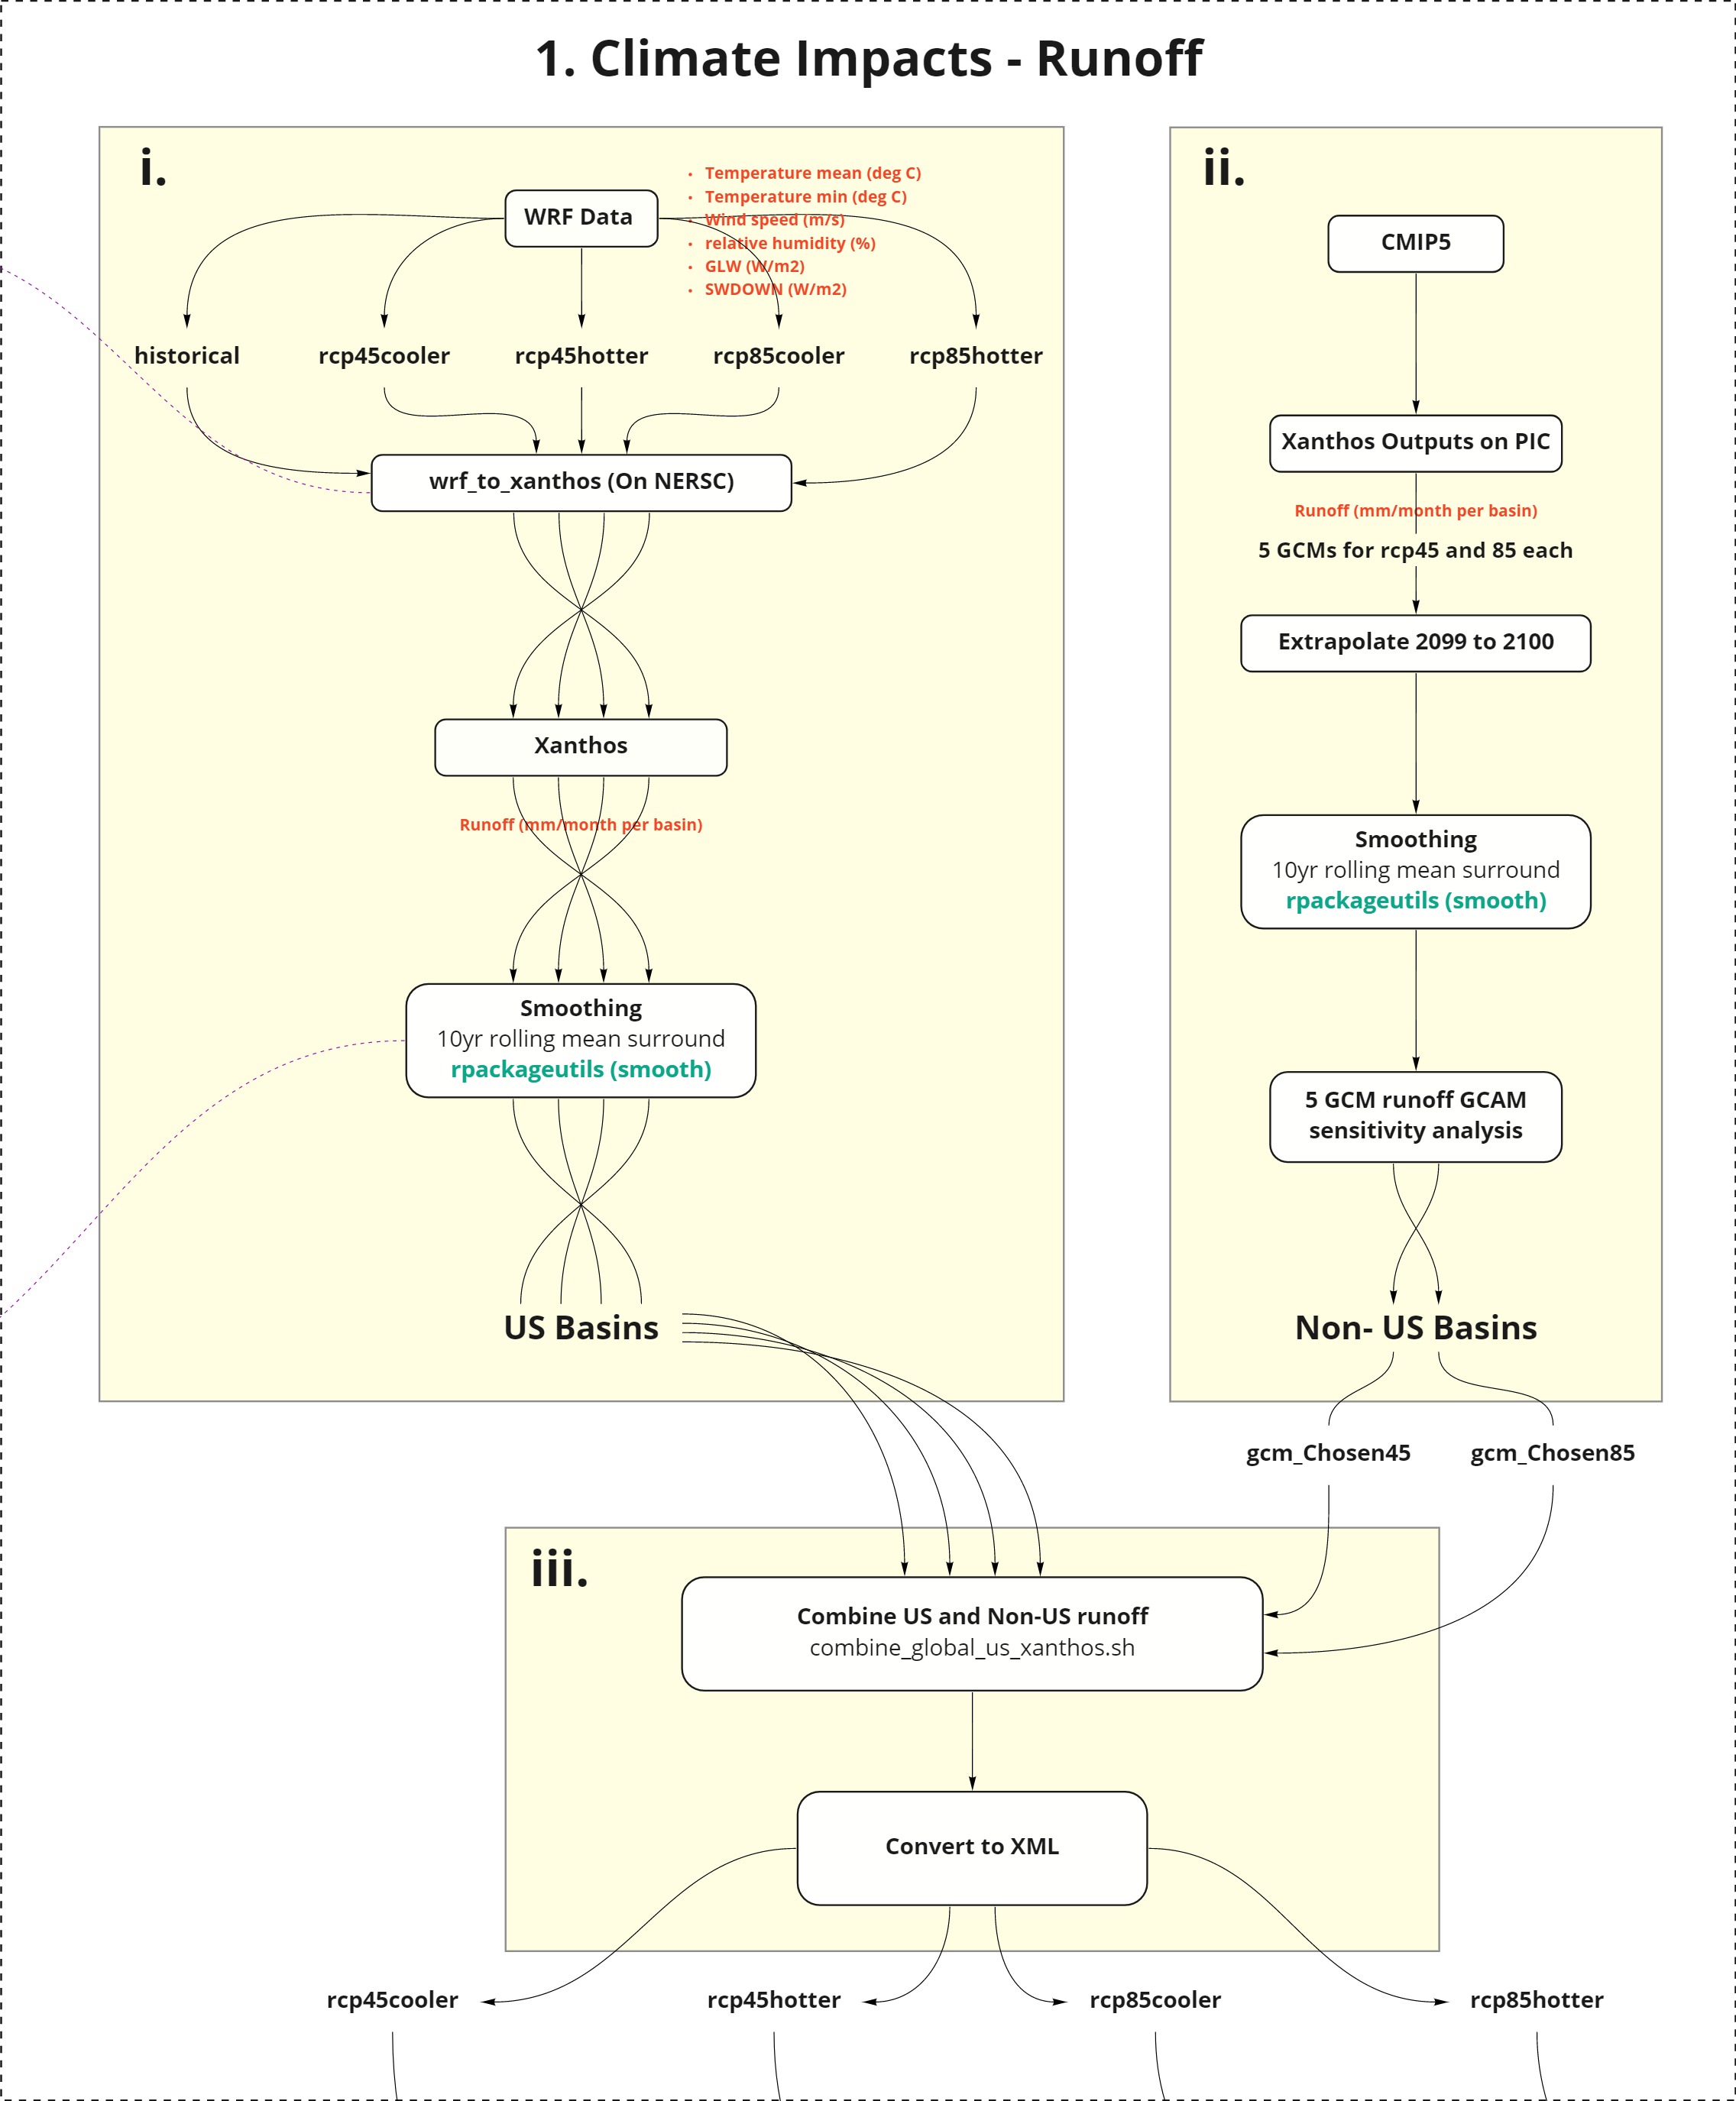 1. Climate Impacts - Runoff
i.
WRF Data
• Temperature mean (deg C)
• Temperature min (deg C)
• Wind speed (m/s)
• relative humidity (%)
• GLW (W/m2)
• SWDOWN (W/m2)
historical
rcp45cooler
rcp45hotter
rcp85cooler
rcp85hotter
wrf_to_xanthos (On NERSC)
Xanthos
Runoff (mm/month per basin)
Smoothing
10yr rolling mean surround
rpackageutils (smooth)
US Basins
ii.
CMIP5
Xanthos Outputs on PIC
Runoff (mm/month per basin)
5 GCMs for rcp45 and 85 each
Extrapolate 2099 to 2100
Smoothing
10yr rolling mean surround
rpackageutils (smooth)
5 GCM runoff GCAM
sensitivity analysis
Non- US Basins
gcm_Chosen45
gcm_Chosen85
iii.
Combine US and Non-US runoff
combine_global_us_xanthos.sh
Convert to XML
rcp45cooler
rcp45hotter
rcp85cooler
rcp85hotter